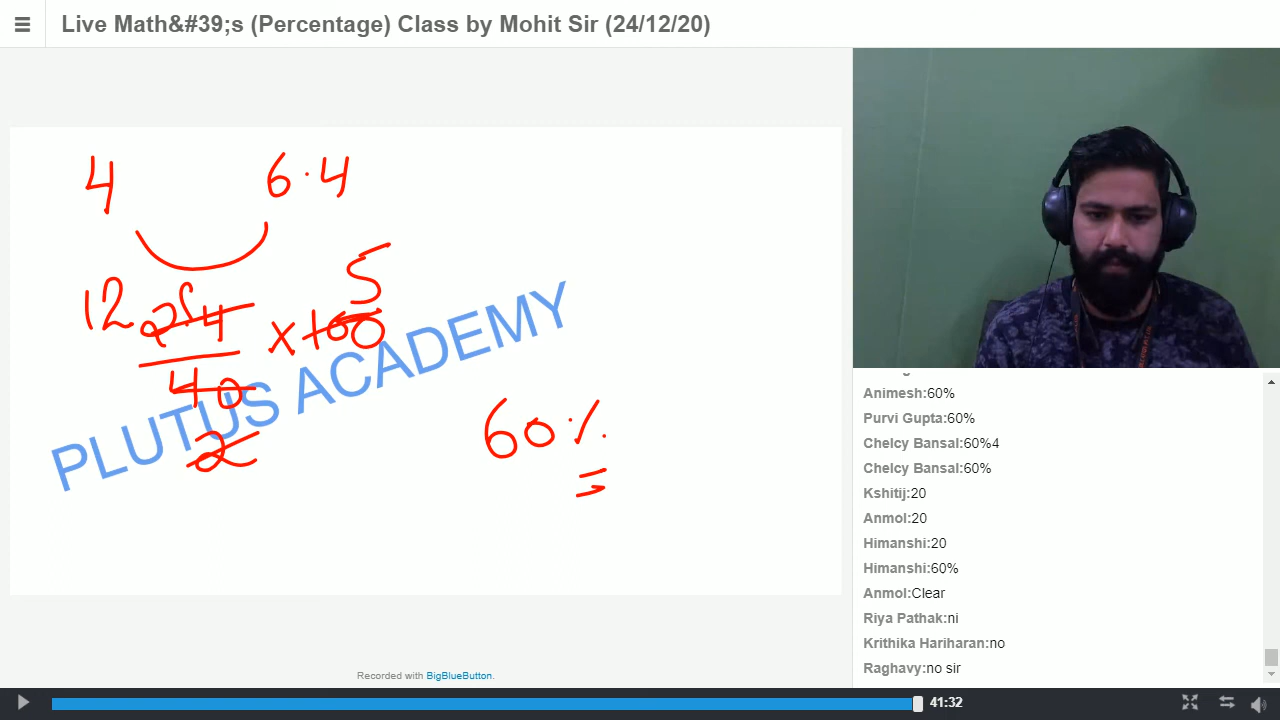 Live Math&#39;s (Percentage) Class by Mohit Sir (24/12/20)
4 6.4
5
12 2.4 x 100
40
2
60%
=
PLUTUS ACADEMY
Recorded with BigBlueButton.
Animesh:60%
Purvi Gupta:60%
Chelcy Bansal:60%4
Chelcy Bansal:60%
Kshitij:20
Anmol:20
Himanshi:20
Himanshi:60%
Anmol:Clear
Riya Pathak:ni
Krithika Hariharan:no
Raghavy:no sir
41:32